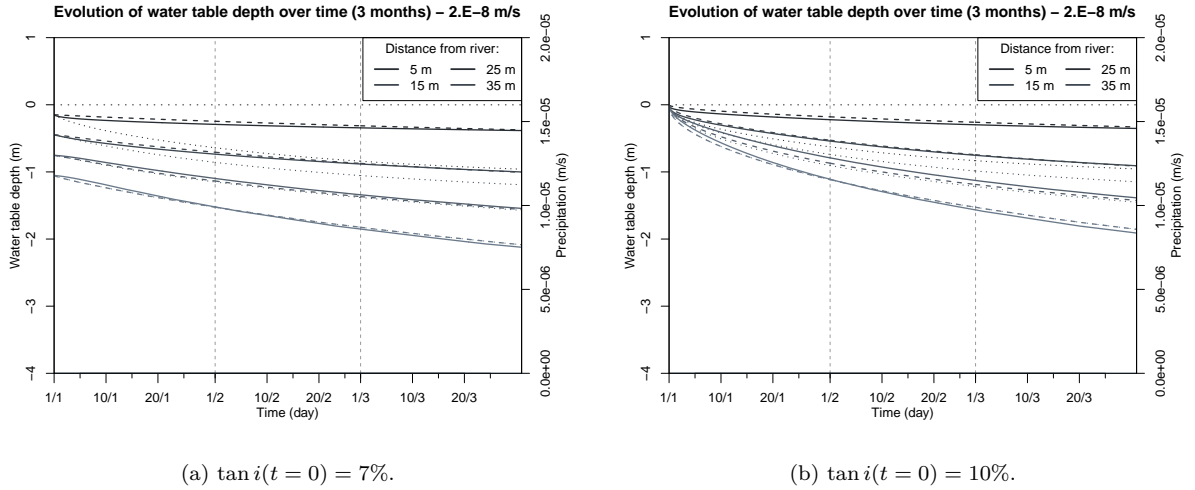 Evolution of water table depth over time (3 months) – 2.E−8 m/s
Distance from river:
5 m 25 m
15 m 35 m
Water table depth (m)
1
0
−1
−2
−3
−4
Precipitation (m/s)
2.0e−05
1.5e−05
1.0e−05
5.0e−06
0.0e+00
1/1 10/1 20/1 1/2 10/2 20/2 1/3 10/3 20/3
Time (day)
(a) tan i(t = 0) = 7%.
Evolution of water table depth over time (3 months) – 2.E−8 m/s
Distance from river:
5 m 25 m
15 m 35 m
Water table depth (m)
1
0
−1
−2
−3
−4
Precipitation (m/s)
2.0e−05
1.5e−05
1.0e−05
5.0e−06
0.0e+00
1/1 10/1 20/1 1/2 10/2 20/2 1/3 10/3 20/3
Time (day)
(b) tan i(t = 0) = 10%.